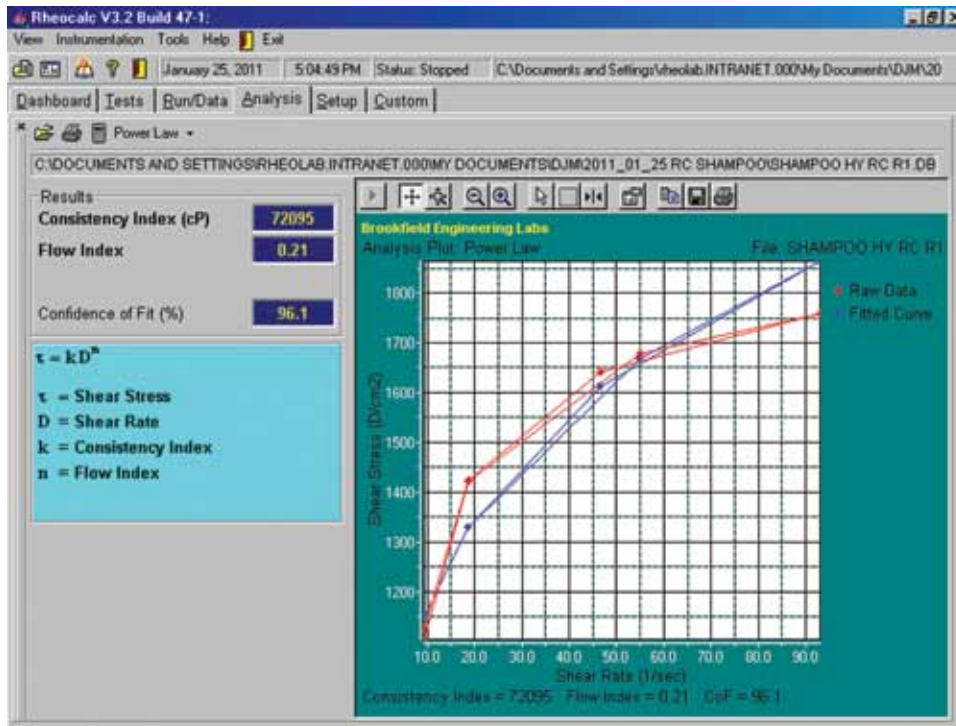 Rheocalc V3.2 Build 47-1:
View Instrumentation Tools Help Exit
January 25, 2011 5:04:49 PM Status: Stopped C:\Documents and Settings\rheolab.INTRANET.000\My Documents\DJM\20
Dashboard Tests Run/Data Analysis Setup Custom
Power Law
C:\DOCUMENTS AND SETTINGS\RHEOLAB.INTRANET.000\MY DOCUMENTS\DJM\2011_01_25 RC SHAMPOO\SHAMPOO HY RC R1.DB
Results
Consistency Index (cP) 72095
Flow Index 0.21
Confidence of Fit (%) 96.1
τ = kDⁿ
τ = Shear Stress
D = Shear Rate
k = Consistency Index
n = Flow Index
Brookfield Engineering Labs
Analysis Plot: Power Law File: SHAMPOO HY RC R1
Raw Data
Fitted Curve
Shear Stress (D/cm2)
1800
1700
1600
1500
1400
1300
1200
10.0 20.0 30.0 40.0 50.0 60.0 70.0 80.0 90.0
Shear Rate (1/sec)
Consistency Index = 72095 Flow Index = 0.21 CoF = 96.1